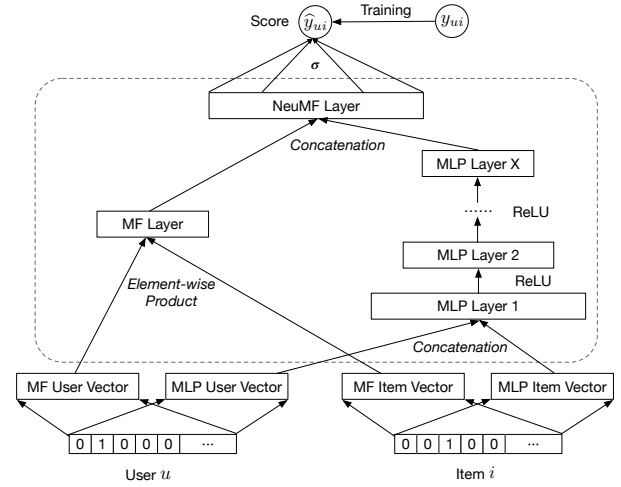 Score ŷui Training yui
σ
NeuMF Layer
Concatenation
MLP Layer X
...... ReLU
MF Layer
MLP Layer 2
Element-wise
Product
ReLU
MLP Layer 1
Concatenation
MF User Vector MLP User Vector MF Item Vector MLP Item Vector
0 1 0 0 0 ... 0 0 1 0 0 ...
User u Item i